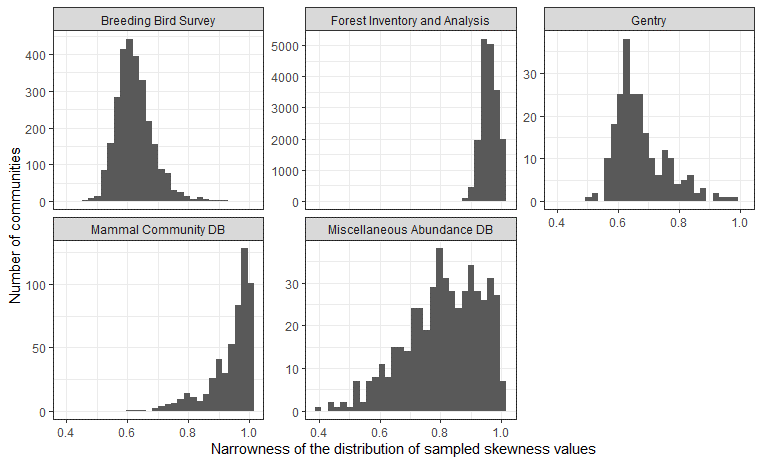 Breeding Bird Survey
Forest Inventory and Analysis
Gentry
400
300
200
100
0
5000
4000
3000
2000
1000
0
30
20
10
0
0.4 0.6 0.8 1.0
Number of communities
Mammal Community DB
Miscellaneous Abundance DB
100
50
0
30
20
10
0
0.4 0.6 0.8 1.0
0.4 0.6 0.8 1.0
Narrowness of the distribution of sampled skewness values